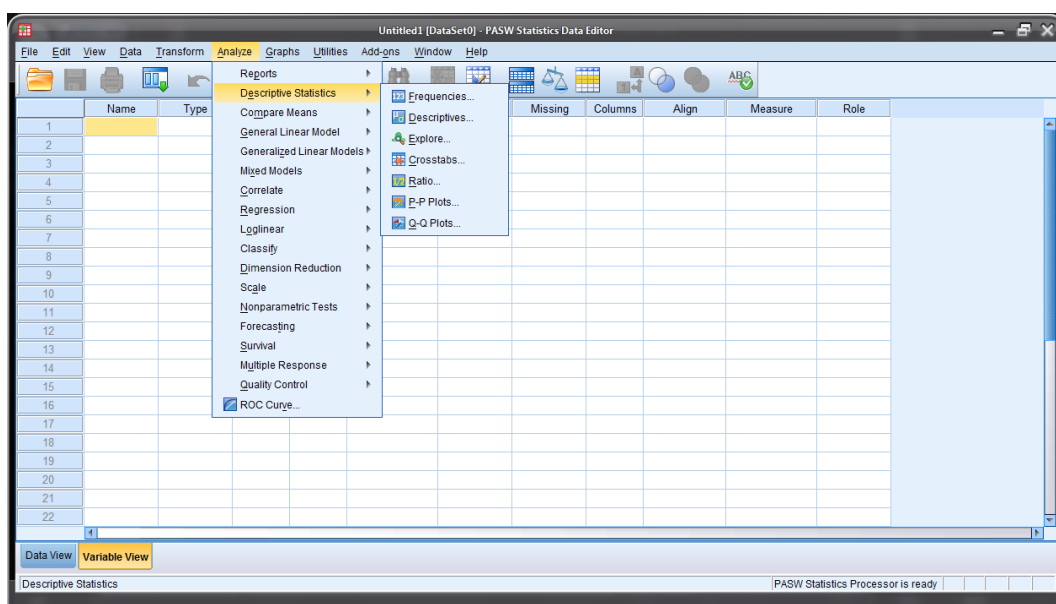 Untitled1 [DataSet0] - PASW Statistics Data Editor
File Edit View Data Transform Analyze Graphs Utilities Add-ons Window Help
Reports
Descriptive Statistics
Compare Means
General Linear Model
Generalized Linear Models
Mixed Models
Correlate
Regression
Loglinear
Classify
Dimension Reduction
Scale
Nonparametric Tests
Forecasting
Survival
Multiple Response
Quality Control
ROC Curve...
Frequencies...
Descriptives...
Explore...
Crosstabs...
Ratio...
P-P Plots...
Q-Q Plots...
Name Type Missing Columns Align Measure Role
1
2
3
4
5
6
7
8
9
10
11
12
13
14
15
16
17
18
19
20
21
22
Data View Variable View
Descriptive Statistics PASW Statistics Processor is ready